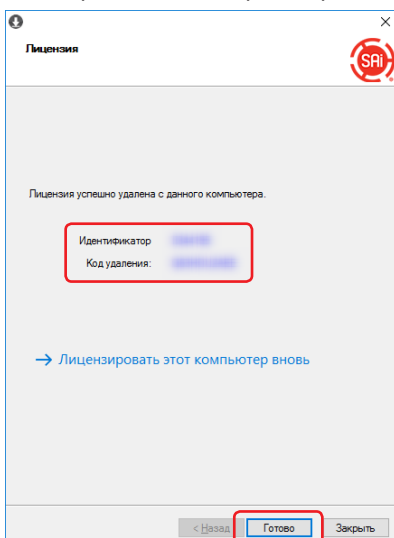 Лицензия
SAi
Лицензия успешно удалена с данного компьютера.
Идентификатор
Код удаления:
→ Лицензировать этот компьютер вновь
< Назад Готово Закрыть